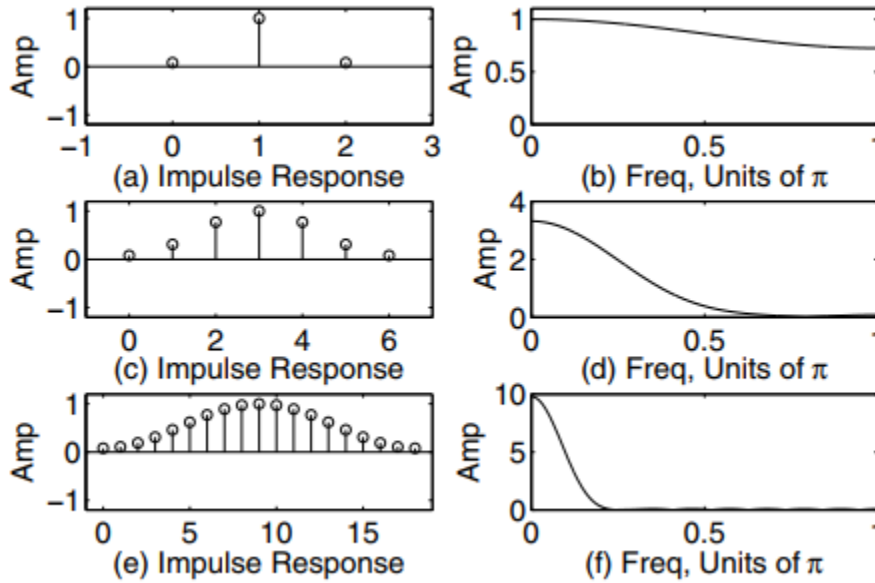 Amp
1
0
−1
−1 0 1 2 3
(a) Impulse Response
Amp
1
0.5
0
0 0.5 1
(b) Freq, Units of π
Amp
1
0
−1
0 2 4 6
(c) Impulse Response
Amp
4
2
0
0 0.5 1
(d) Freq, Units of π
Amp
1
0
−1
0 5 10 15
(e) Impulse Response
Amp
10
5
0
0 0.5 1
(f) Freq, Units of π